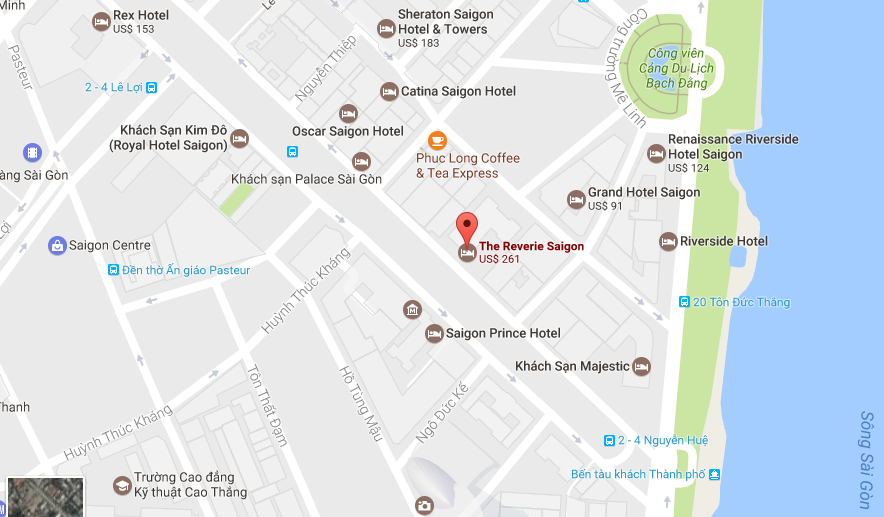 Minh
Rex Hotel
US$ 153
Sheraton Saigon
Hotel & Towers
US$ 183
Công trường Mê Linh
Công viên
Cảng Du Lịch
Bạch Đằng
Pasteur
Nguyễn Thiệp
2 - 4 Lê Lợi
Catina Saigon Hotel
Oscar Saigon Hotel
Khách Sạn Kim Đô
(Royal Hotel Saigon)
Renaissance Riverside
Hotel Saigon
US$ 124
Phuc Long Coffee
& Tea Express
àng Sài Gòn
Khách sạn Palace Sài Gòn
Grand Hotel Saigon
US$ 91
Lợi
Saigon Centre
The Reverie Saigon
US$ 261
Riverside Hotel
Đền thờ Ấn giáo Pasteur
Huỳnh Thúc Kháng
20 Tôn Đức Thắng
Saigon Prince Hotel
Khách Sạn Majestic
Tôn Thất Đạm
Hồ Tùng Mậu
Ngô Đức Kế
Thanh
Huỳnh Thúc Kháng
2 - 4 Nguyễn Huệ
Sông Sài Gòn
Bến tàu khách Thành phố
Trường Cao đẳng
Kỹ thuật Cao Thắng